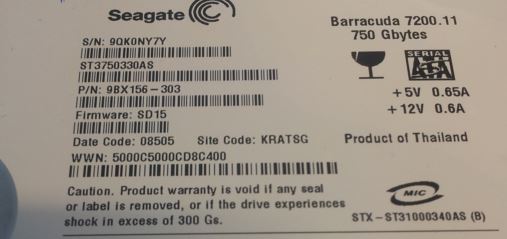 Seagate
Barracuda 7200.11
750 Gbytes
S/N: 9QK0NY7Y
ST3750330AS
P/N: 9BX156-303
Firmware: SD15
SERIAL
ATA
+5V 0.65A
+12V 0.6A
Date Code: 08505 Site Code: KRATSG
Product of Thailand
WWN: 5000C5000CD8C400
Caution. Product warranty is void if any seal
or label is removed, or if the drive experiences
shock in excess of 300 Gs.
MIC
STX-ST31000340AS (B)